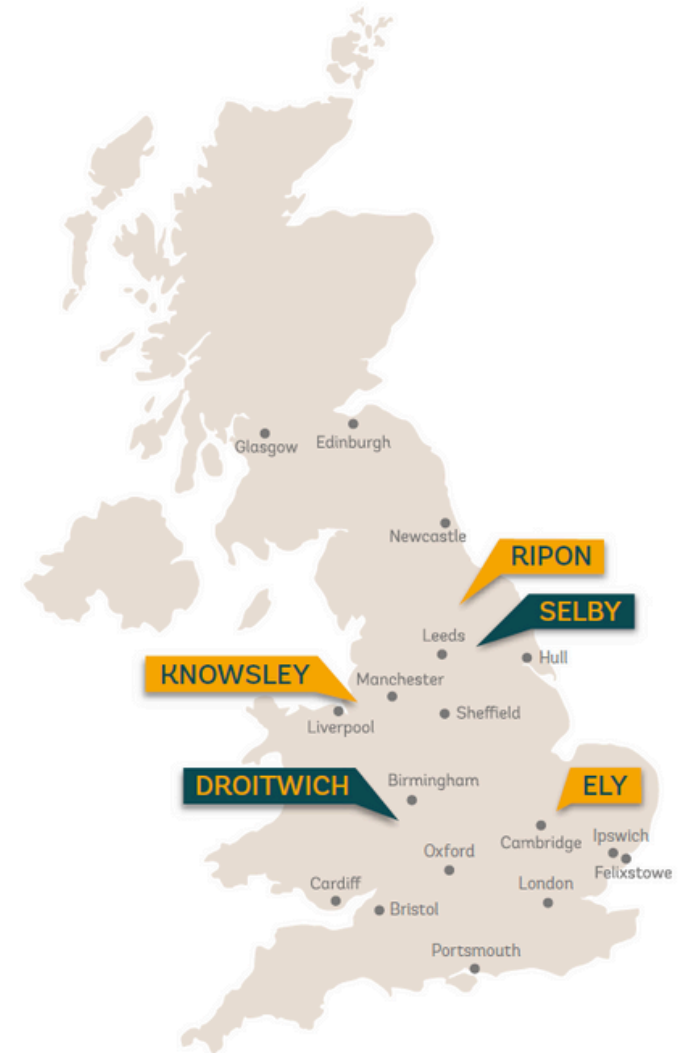 Glasgow
Edinburgh
Newcastle
RIPON
SELBY
Leeds
Hull
KNOWSLEY
Manchester
Liverpool
Sheffield
DROITWICH
Birmingham
ELY
Cambridge
Ipswich
Felixstowe
Oxford
Cardiff
London
Bristol
Portsmouth